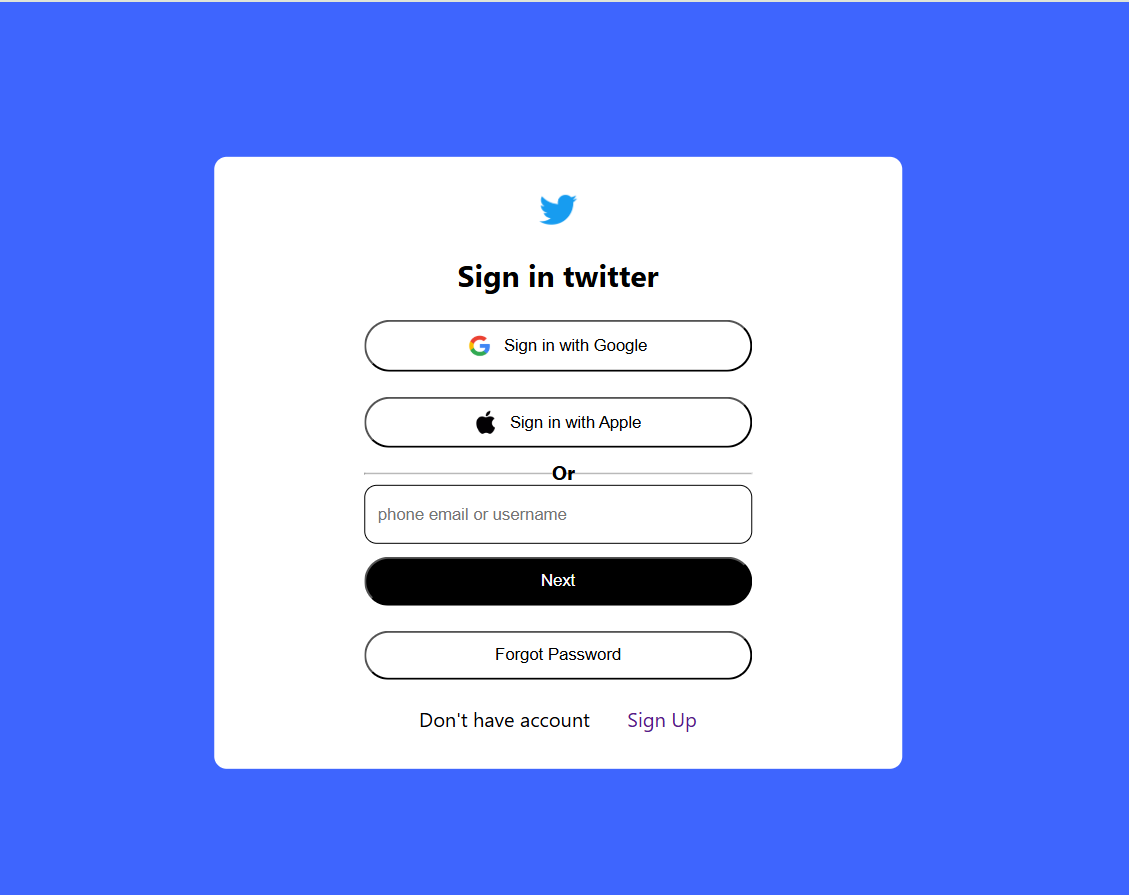 Sign in twitter
Sign in with Google
Sign in with Apple
Or
phone email or username
Next
Forgot Password
Don't have account Sign Up